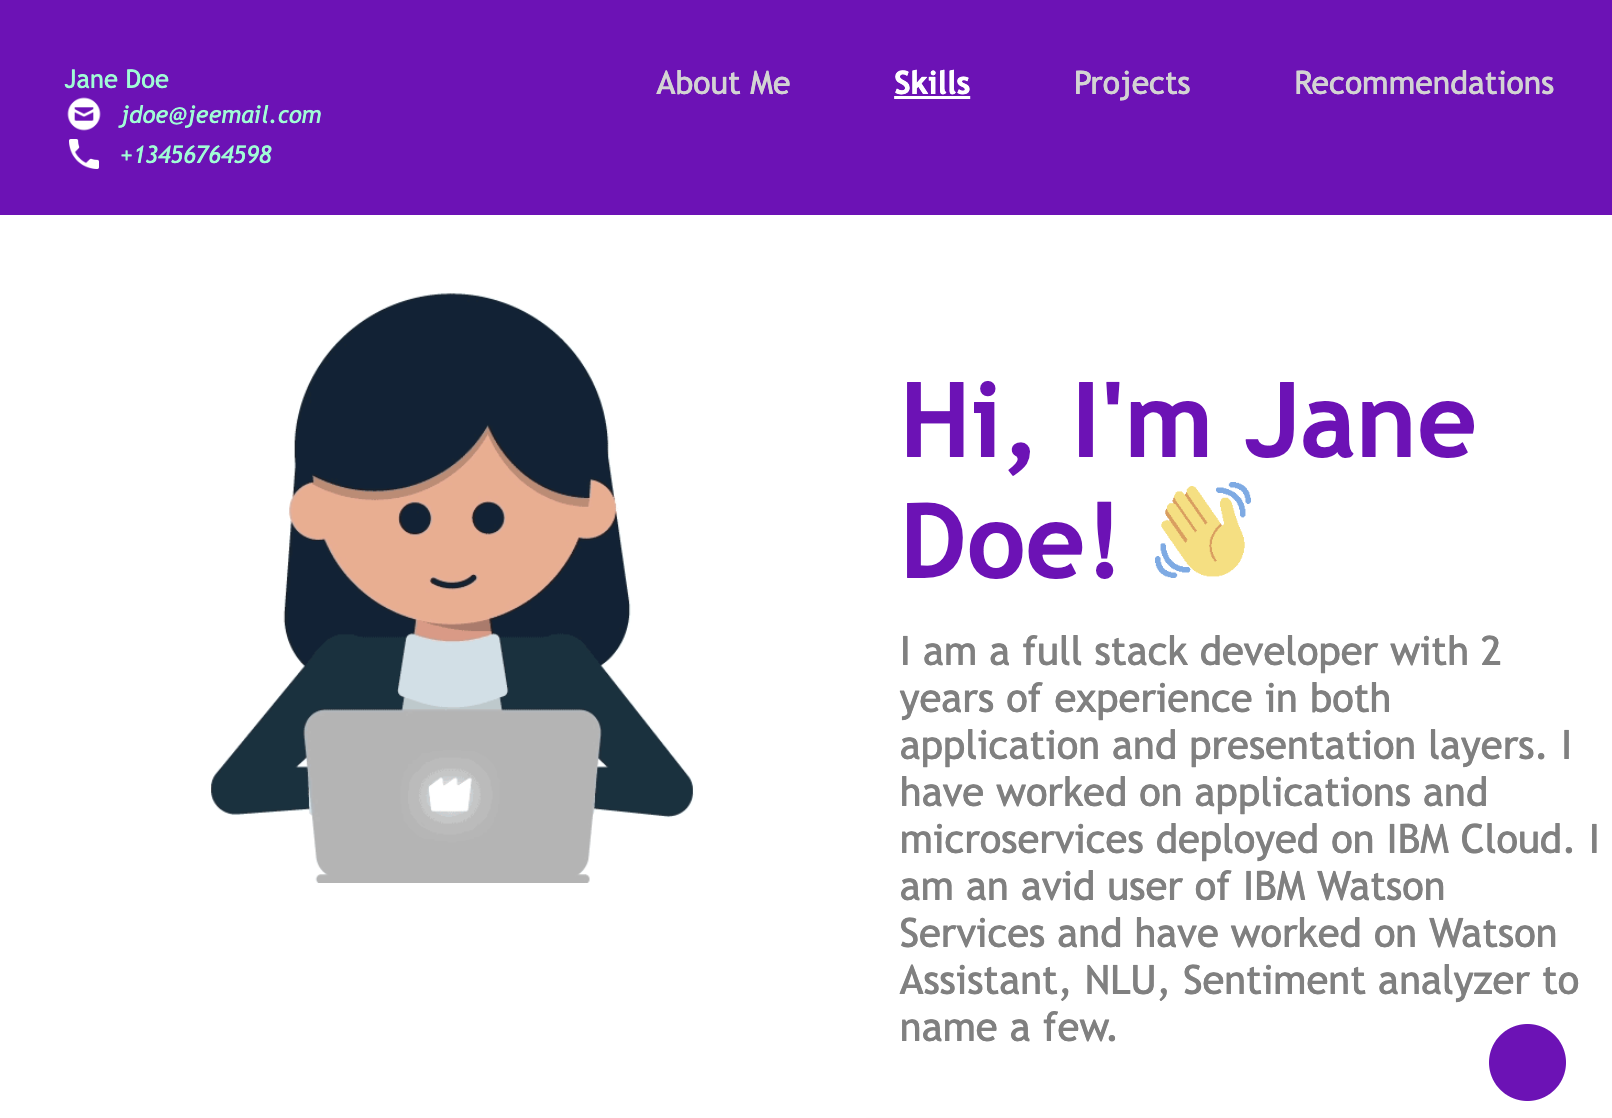 Jane Doe
jdoe@jeemail.com
+13456764598
About Me Skills Projects Recommendations
Hi, I'm Jane
Doe!
I am a full stack developer with 2
years of experience in both
application and presentation layers. I
have worked on applications and
microservices deployed on IBM Cloud. I
am an avid user of IBM Watson
Services and have worked on Watson
Assistant, NLU, Sentiment analyzer to
name a few.